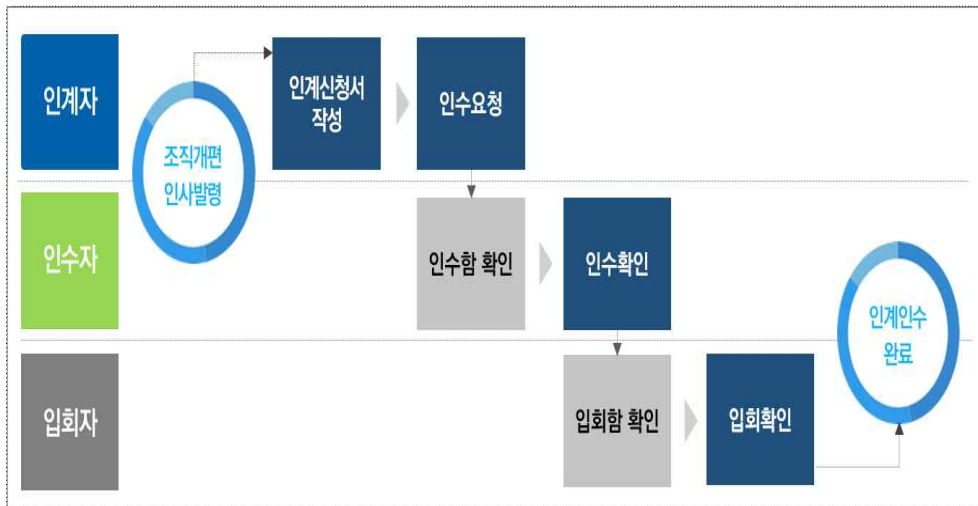 인계자
조직개편
인사발령
인계신청서
작성
인수요청
인수자
인수함 확인
인수확인
인계인수
완료
입회자
입회함 확인
입회확인